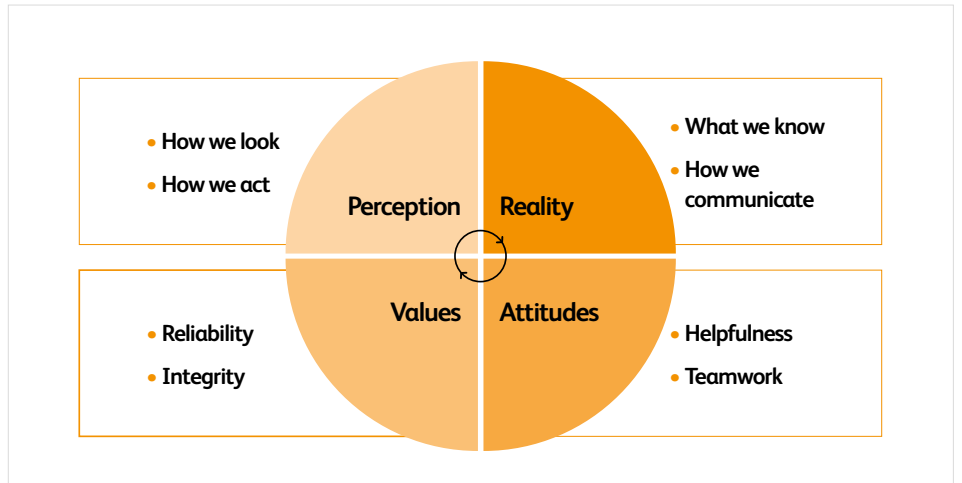 • How we look
• How we act
Perception
• What we know
• How we
communicate
Reality
• Reliability
• Integrity
Values
Attitudes
• Helpfulness
• Teamwork